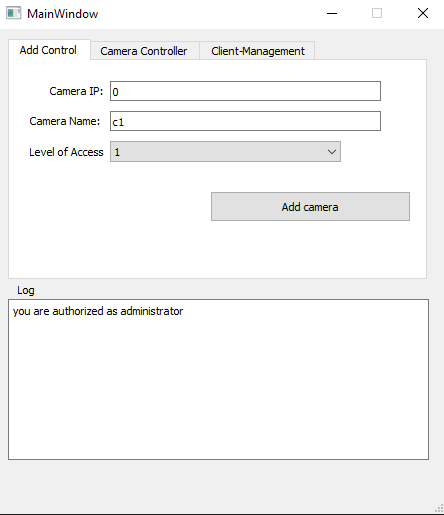 MainWindow
Add Control Camera Controller Client-Management
Camera IP: 0
Camera Name: c1
Level of Access 1
Add camera
Log
you are authorized as administrator